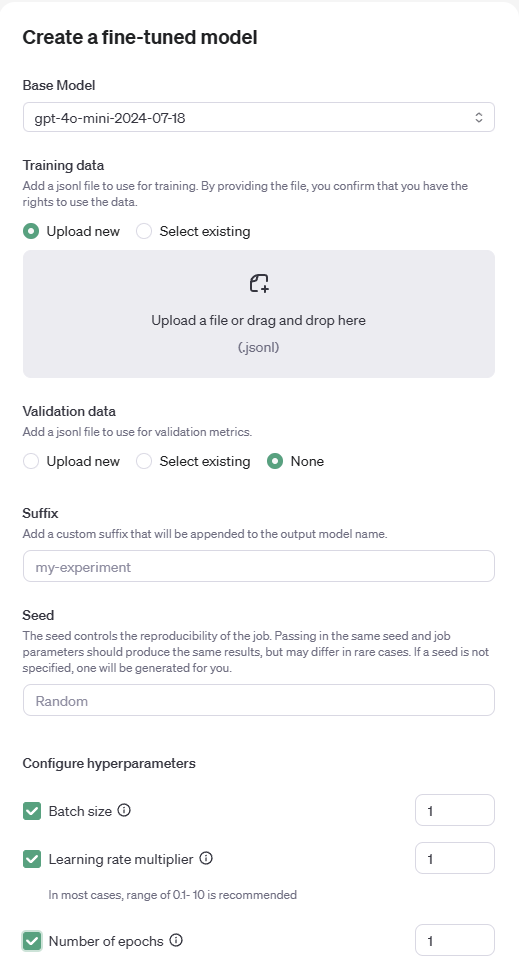 Create a fine-tuned model
Base Model
gpt-4o-mini-2024-07-18
Training data
Add a jsonl file to use for training. By providing the file, you confirm that you have the
rights to use the data.
Upload new Select existing
Upload a file or drag and drop here
(.jsonl)
Validation data
Add a jsonl file to use for validation metrics.
Upload new Select existing None
Suffix
Add a custom suffix that will be appended to the output model name.
my-experiment
Seed
The seed controls the reproducibility of the job. Passing in the same seed and job
parameters should produce the same results, but may differ in rare cases. If a seed is not
specified, one will be generated for you.
Random
Configure hyperparameters
Batch size 1
Learning rate multiplier 1
In most cases, range of 0.1- 10 is recommended
Number of epochs 1